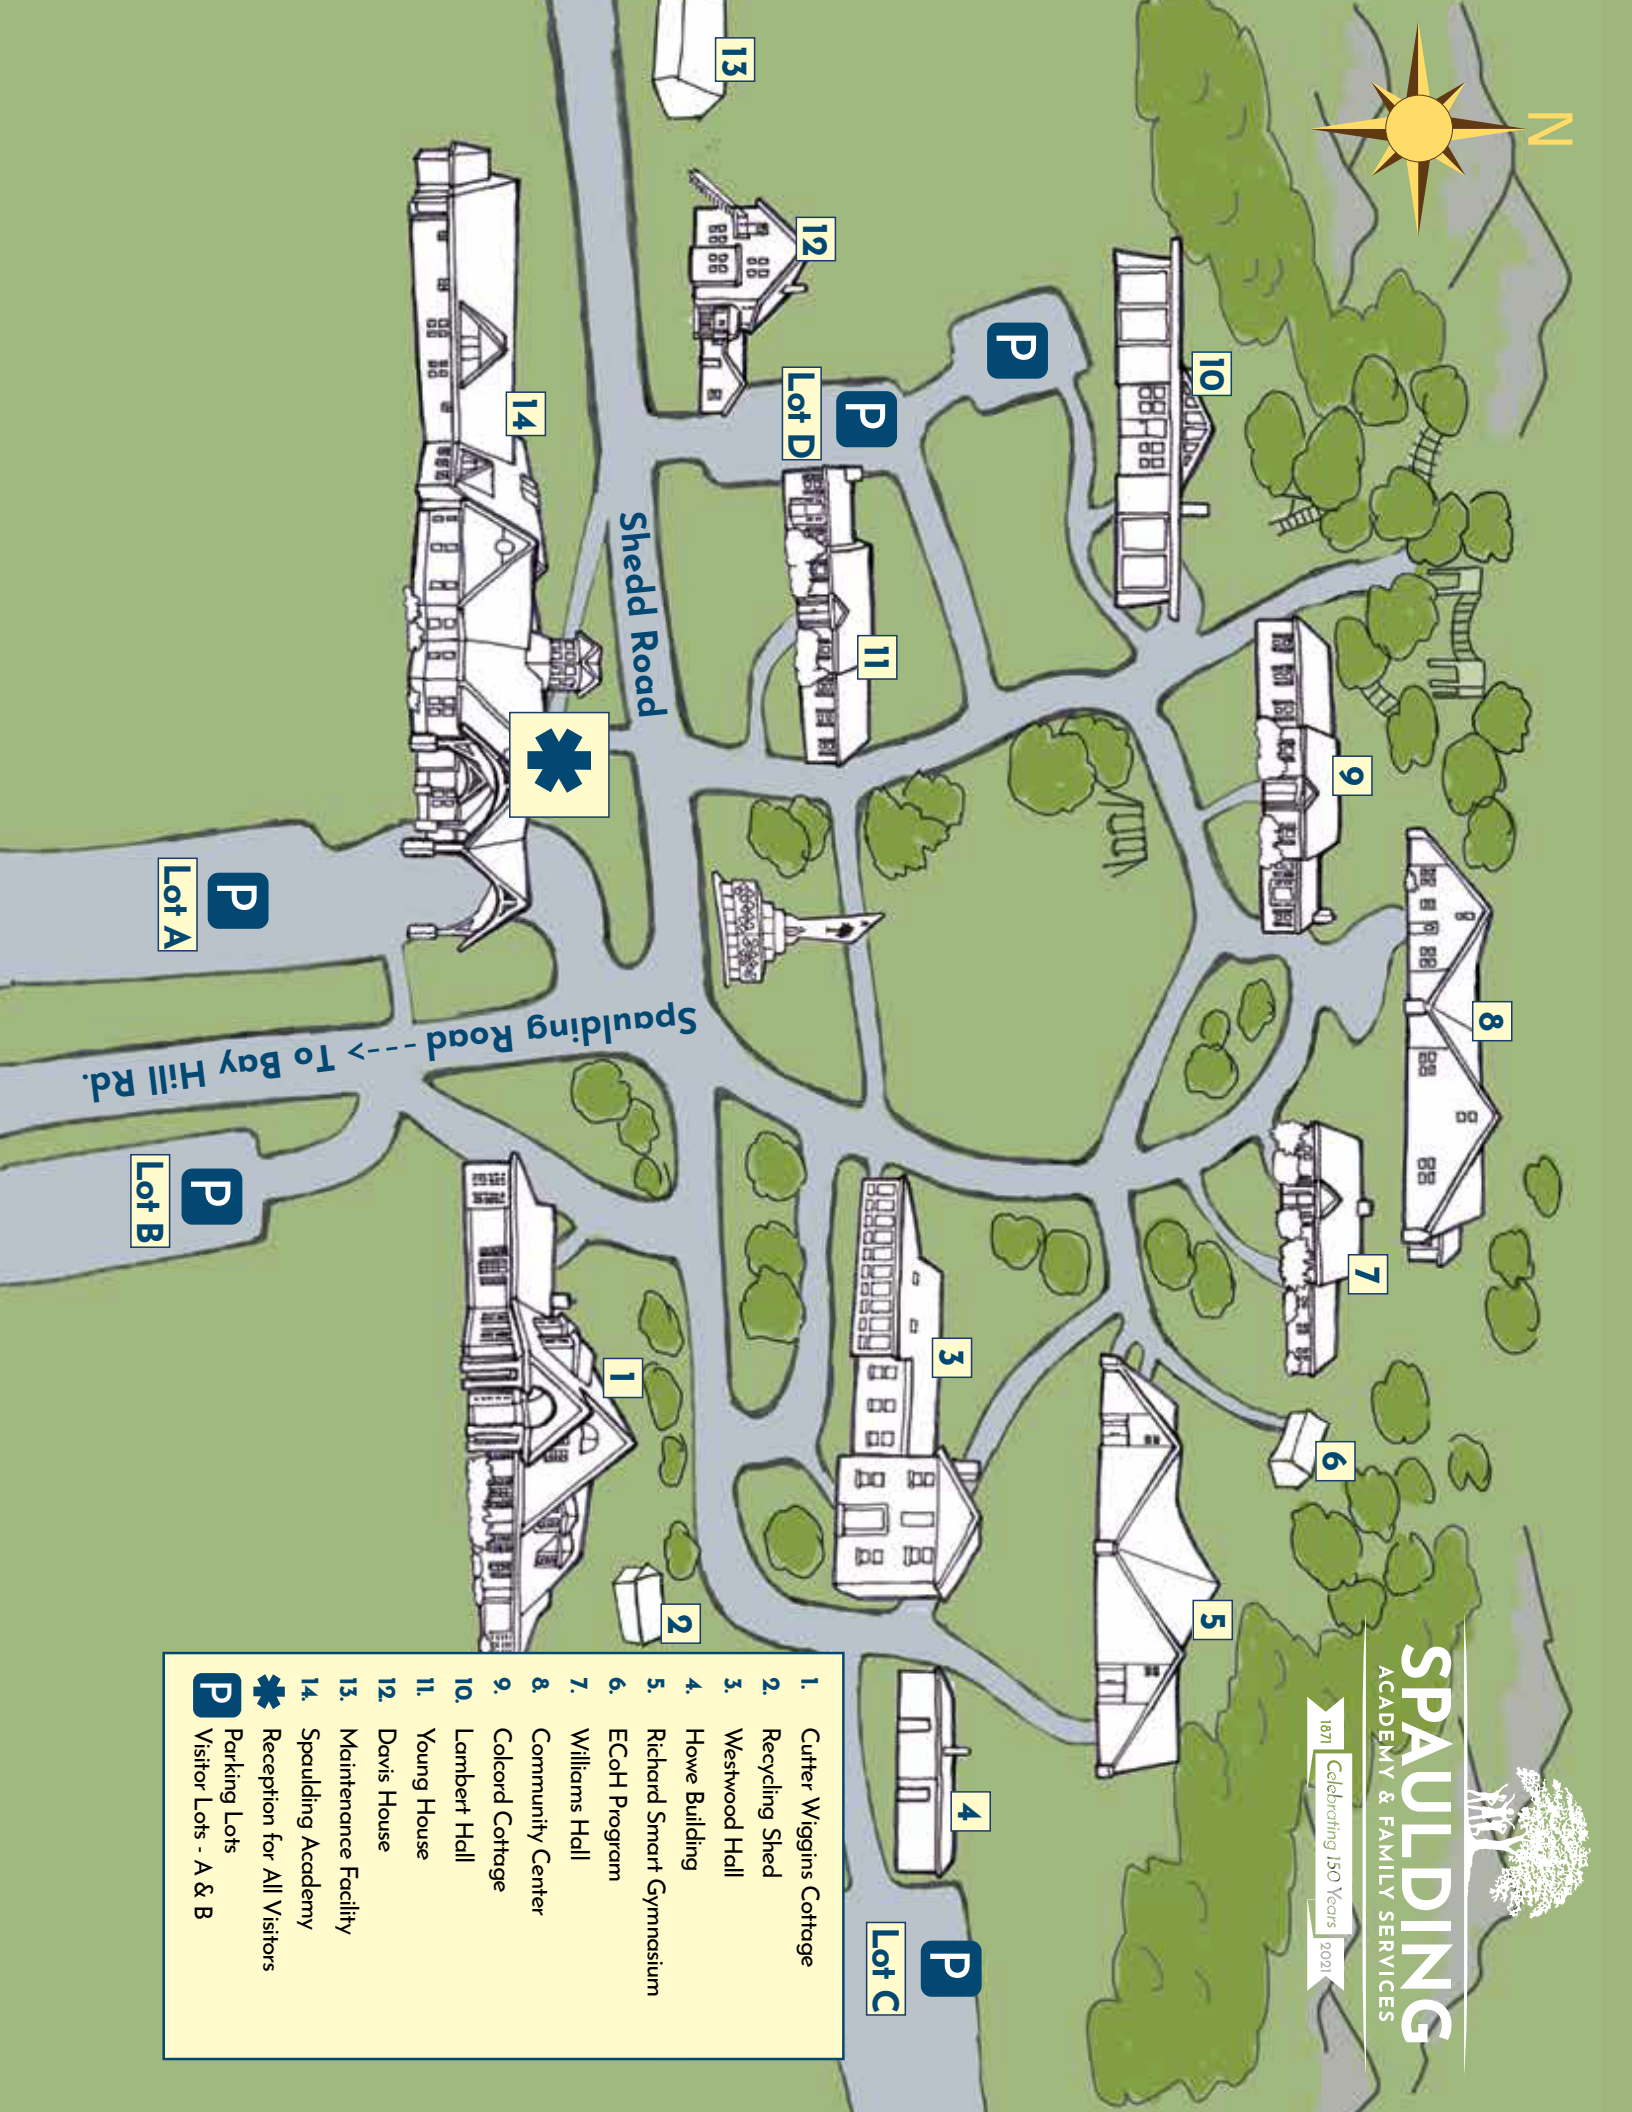 N
SPAULDING
ACADEMY & FAMILY SERVICES
1871 Celebrating 150 Years 2021
8
9
7
6
10
5
11
3
4
P
P
Lot D
P
Lot C
12
13
Shedd Road
2
1
14
Spaulding Road ----> To Bay Hill Rd.
P
Lot A
P
Lot B
1. Cutter Wiggins Cottage
2. Recycling Shed
3. Westwood Hall
4. Howe Building
5. Richard Smart Gymnasium
6. ECoH Program
7. Williams Hall
8. Community Center
9. Colcord Cottage
10. Lambert Hall
11. Young House
12. Davis House
13. Maintenance Facility
14. Spaulding Academy
Reception for All Visitors
P Parking Lots
Visitor Lots - A & B